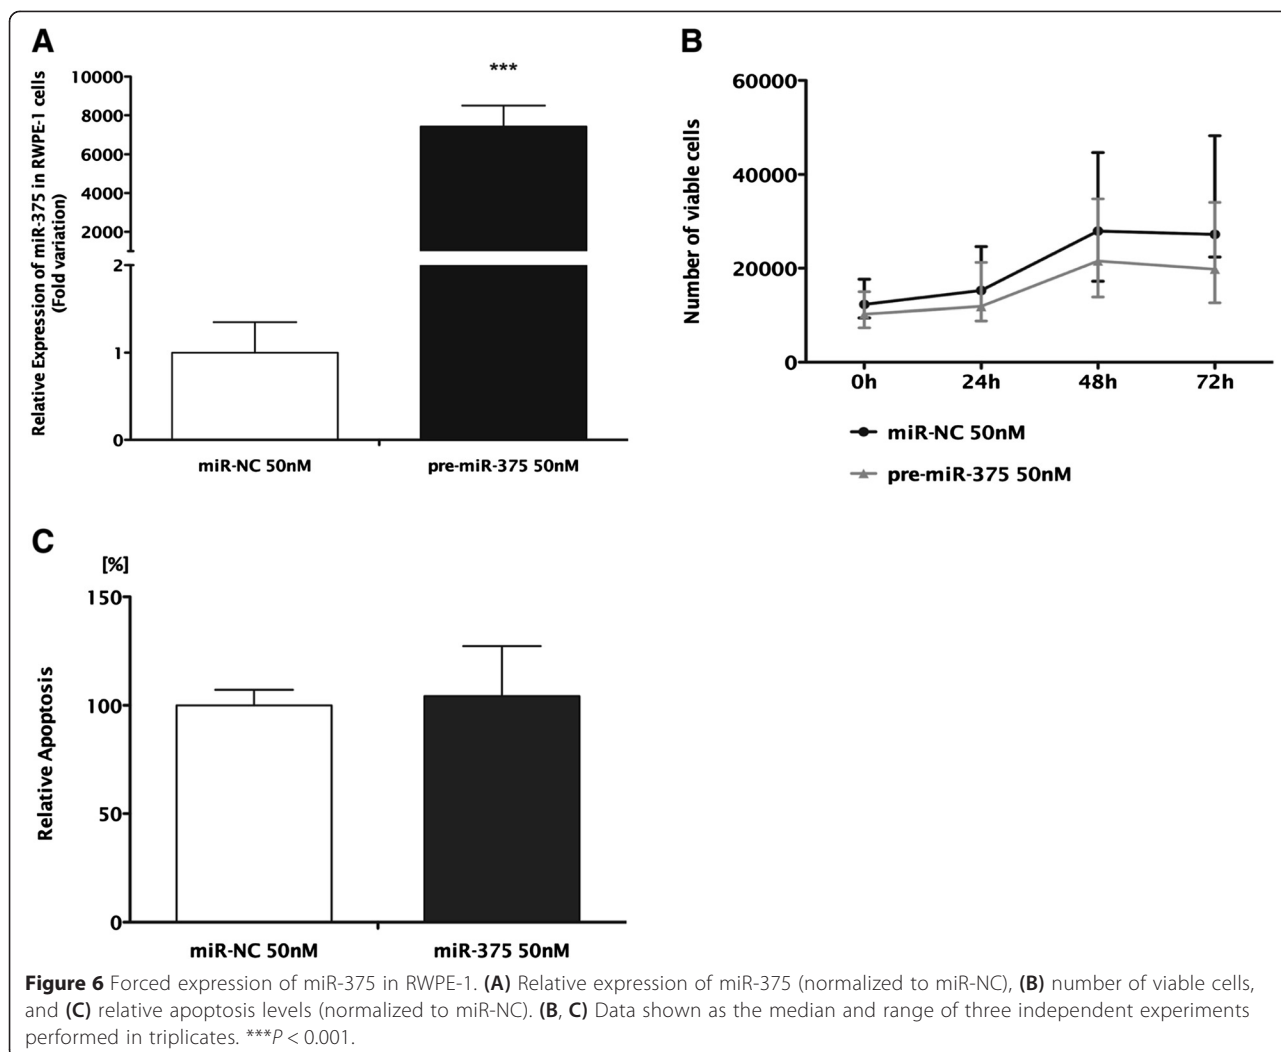 A
Relative Expression of miR-375 in RWPE-1 cells
(Fold variation)
10000
8000
6000
4000
2000
2
1
0
***
miR-NC 50nM
pre-miR-375 50nM
B
Number of viable cells
60000
40000
20000
0
0h
24h
48h
72h
miR-NC 50nM
pre-miR-375 50nM
C
[%]
Relative Apoptosis
150
100
50
0
miR-NC 50nM
miR-375 50nM
Figure 6 Forced expression of miR-375 in RWPE-1. (A) Relative expression of miR-375 (normalized to miR-NC), (B) number of viable cells,
and (C) relative apoptosis levels (normalized to miR-NC). (B, C) Data shown as the median and range of three independent experiments
performed in triplicates. ***P < 0.001.